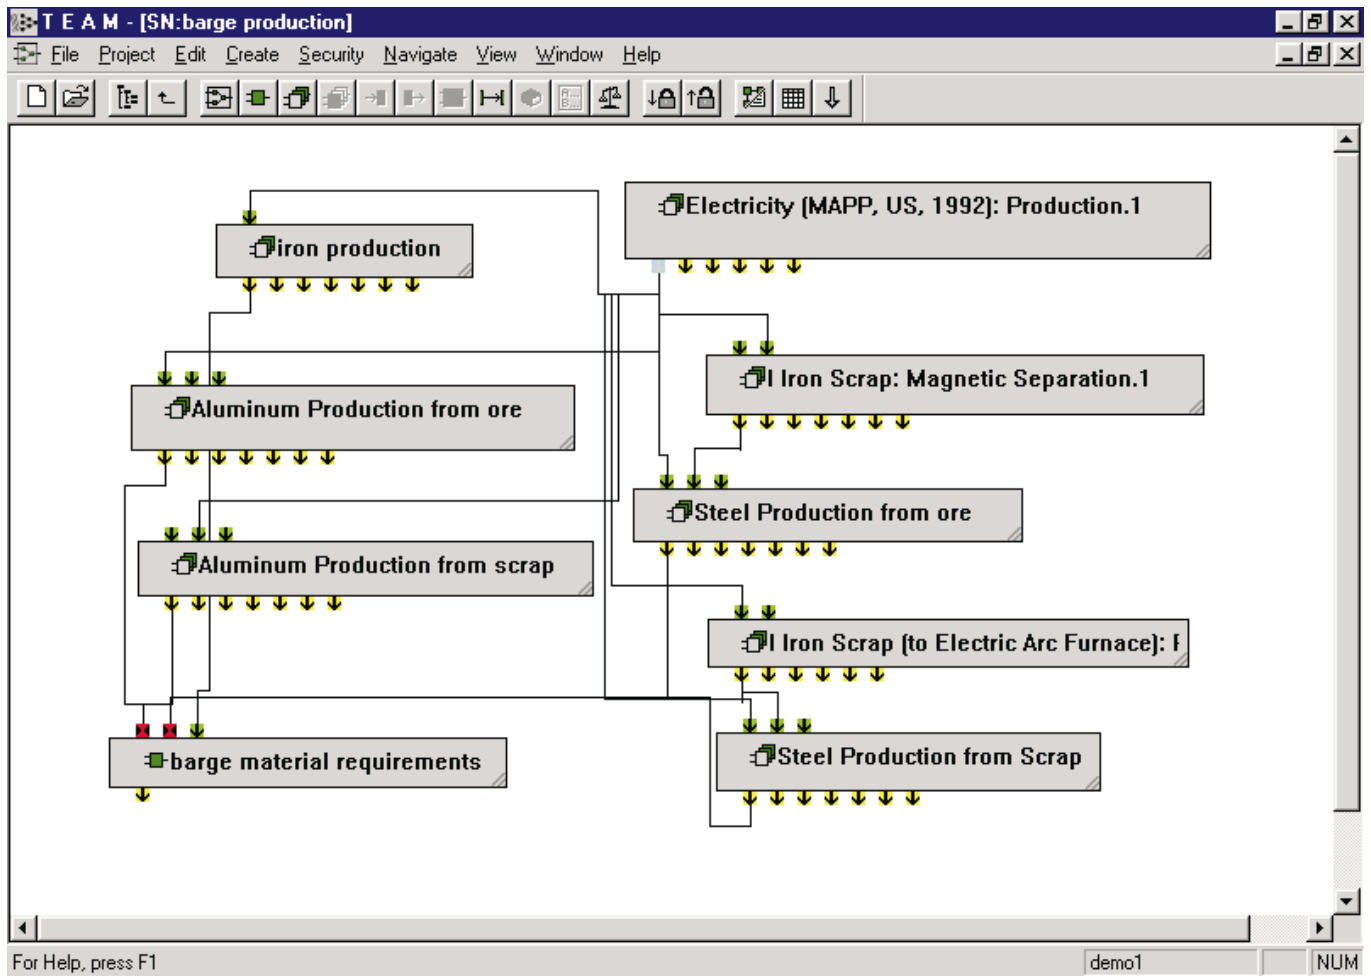 T E A M - [SN:barge production]
File Project Edit Create Security Navigate View Window Help
Electricity (MAPP, US, 1992): Production.1
iron production
I Iron Scrap: Magnetic Separation.1
Aluminum Production from ore
Steel Production from ore
Aluminum Production from scrap
I Iron Scrap (to Electric Arc Furnace): F
barge material requirements
Steel Production from Scrap
For Help, press F1 demo1 NUM